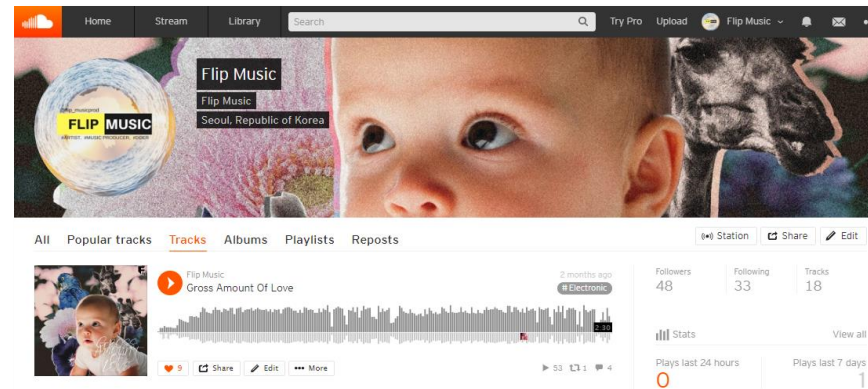 Home Stream Library Search Try Pro Upload Flip Music
Flip Music
Flip Music
Seoul, Republic of Korea
FLIP MUSIC
All Popular tracks Tracks Albums Playlists Reposts
Station Share Edit
Flip Music
2 months ago
Gross Amount Of Love
# Electronic
2:30
9 Share Edit More
53 1 4
Followers Following Tracks
48 33 18
Stats View all
Plays last 24 hours Plays last 7 days
0 1